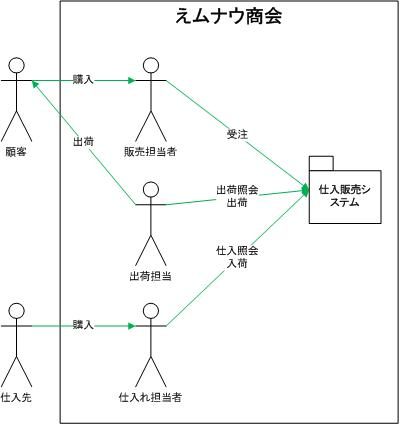 えムナウ商会
購入
顧客
販売担当者
出荷
受注
出荷照会
出荷
仕入販売シ
ステム
出荷担当
仕入照会
入荷
購入
仕入先
仕入れ担当者